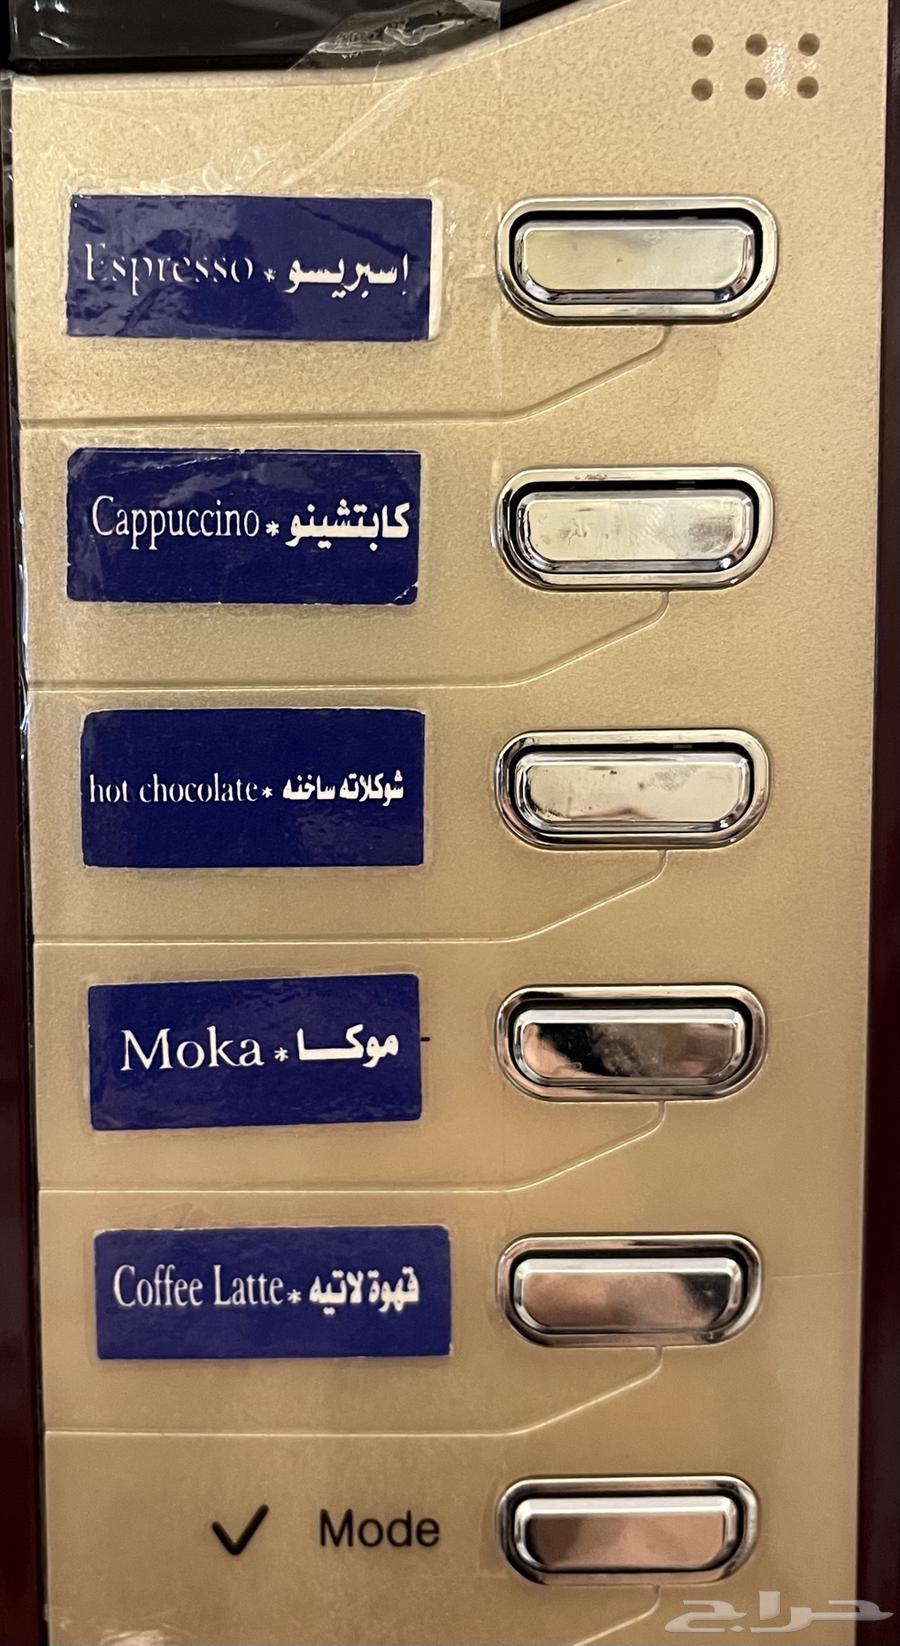 Espresso * اسبريسو
Cappuccino * كابتشينو
hot chocolate * شوكلاته ساخنه
Moka * موكا
Coffee Latte * قهوة لاتيه
✓ Mode
حراج